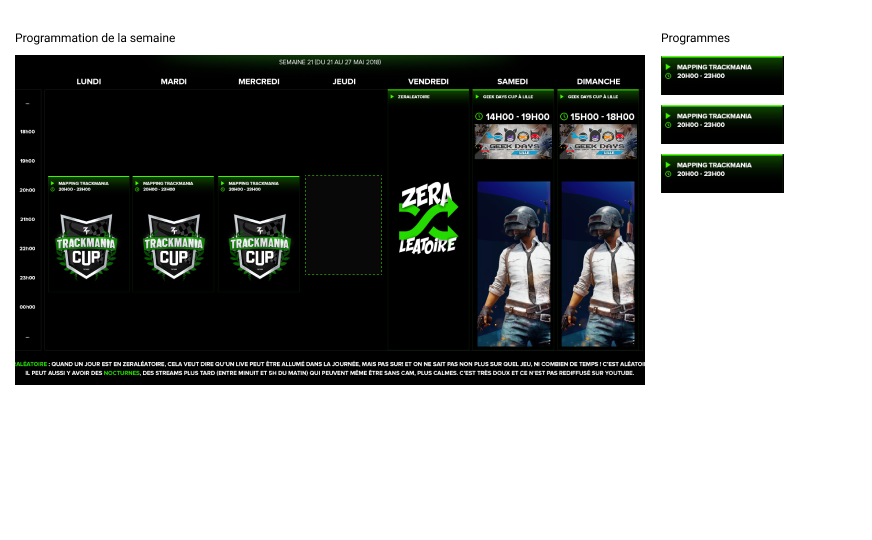 Programmation de la semaine
Programmes
SEMAINE 21 (DU 21 AU 27 MAI 2018)
LUNDI
MARDI
MERCREDI
JEUDI
VENDREDI
SAMEDI
DIMANCHE
MAPPING TRACKMANIA
20H00 - 23H00
MAPPING TRACKMANIA
20H00 - 23H00
MAPPING TRACKMANIA
20H00 - 23H00
ZERALEATOIRE
GEEK DAYS CUP À LILLE
14H00 - 19H00
GEEK DAYS
LILLE
GEEK DAYS CUP À LILLE
15H00 - 18H00
GEEK DAYS
LILLE
...
18h00
19h00
20h00
21h00
22h00
23h00
00h00
...
MAPPING TRACKMANIA
20H00 - 23H00
TRACKMANIA
CUP
MAPPING TRACKMANIA
20H00 - 23H00
TRACKMANIA
CUP
MAPPING TRACKMANIA
20H00 - 23H00
TRACKMANIA
CUP
ZERA
LEATOIRE
ALÉATOIRE : QUAND UN JOUR EST EN ZERALÉATOIRE, CELA VEUT DIRE QU'UN LIVE PEUT ÊTRE ALLUMÉ DANS LA JOURNÉE, MAIS PAS SUR! ET ON NE SAIT PAS NON PLUS SUR QUEL JEU, NI COMBIEN DE TEMPS ! C'EST ALÉATOI
IL PEUT AUSSI Y AVOIR DES NOCTURNES, DES STREAMS PLUS TARD (ENTRE MINUIT ET 5H DU MATIN) QUI PEUVENT MÊME ÊTRE SANS CAM, PLUS CALMES. C'EST TRÈS DOUX ET CE N'EST PAS REDIFFUSÉ SUR YOUTUBE.